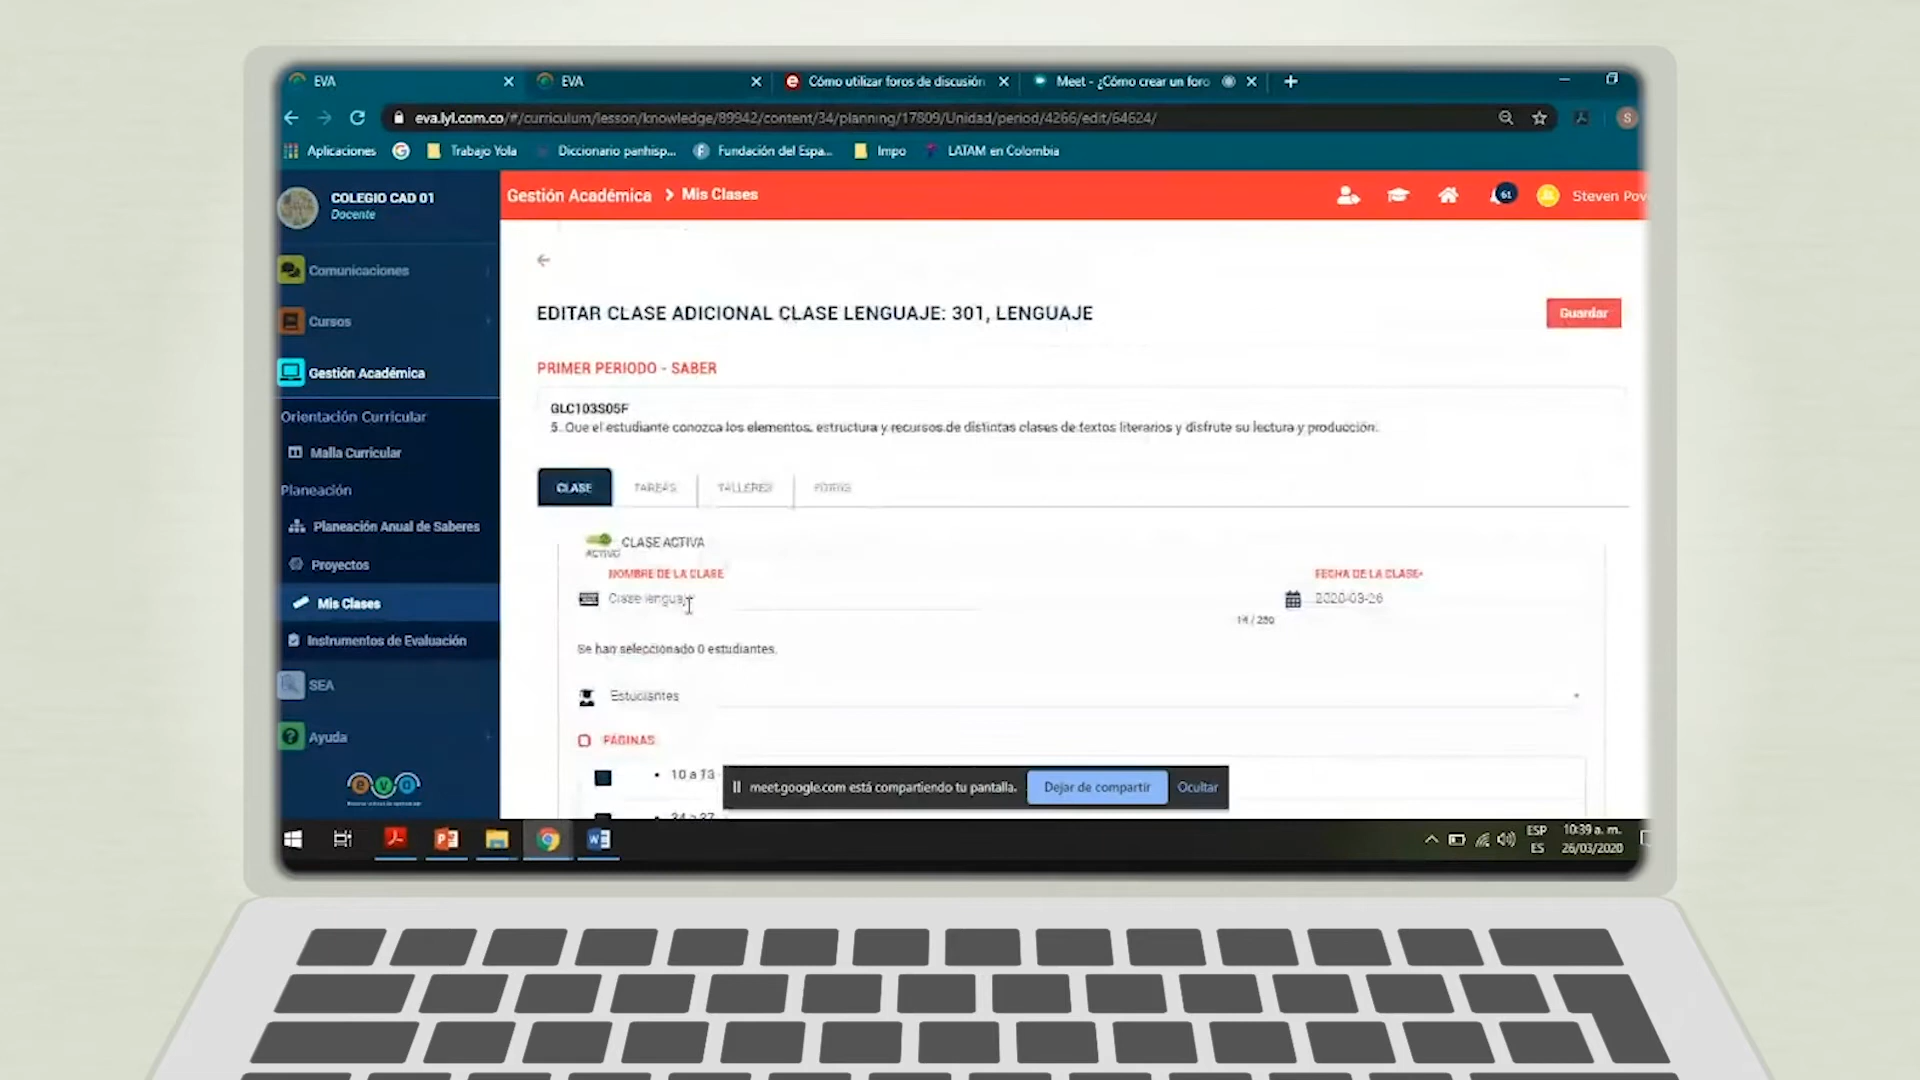 EVA
EVA
Cómo utilizar foros de discusión
Meet - ¿Cómo crear un foro
eva.lyl.com.co/#/curriculum/lesson/knowledge/89942/content/34/planning/17809/Unidad/period/4266/edit/64624/
S
Aplicaciones
Trabajo Yola
Diccionario panhisp...
Fundación del Espa...
Impo
LATAM en Colombia
COLEGIO CAD 01
Docente
Gestión Académica > Mis Clases
61
Steven Pov
Comunicaciones
Cursos
Gestión Académica
Orientación Curricular
Malla Curricular
Planeación
Planeación Anual de Saberes
Proyectos
Mis Clases
Instrumentos de Evaluación
SEA
Ayuda
eva
EDITAR CLASE ADICIONAL CLASE LENGUAJE: 301, LENGUAJE
Guardar
PRIMER PERIODO - SABER
GLC103S05F
5. Que el estudiante conozca los elementos, estructura y recursos de distintas clases de textos literarios y disfrute su lectura y producción.
CLASE
TAREAS
TALLERES
FOROS
CLASE ACTIVA
ACTIVO
NOMBRE DE LA CLASE
Clase lenguaje
14 / 250
FECHA DE LA CLASE*
2020-03-26
Se han seleccionado 0 estudiantes.
Estudiantes
PÁGINAS
10 a 13
meet.google.com está compartiendo tu pantalla.
Dejar de compartir
Ocultar
ESP
ES
10:39 a. m.
26/03/2020